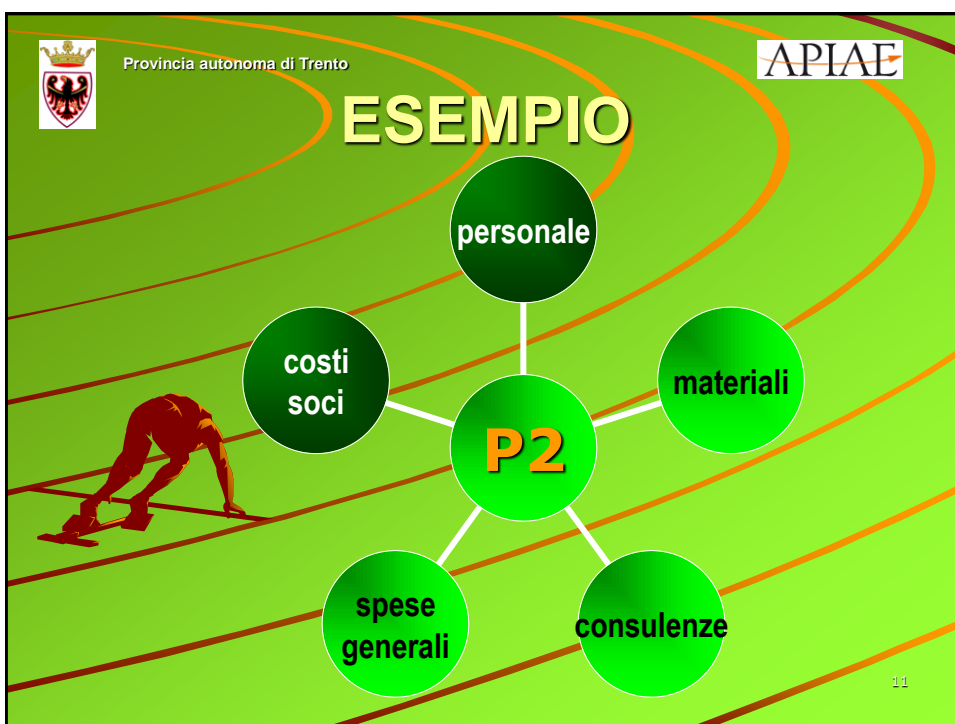 Provincia autonoma di Trento
APIAE
ESEMPIO
personale
costi
soci
materiali
P2
spese
generali
consulenze
11